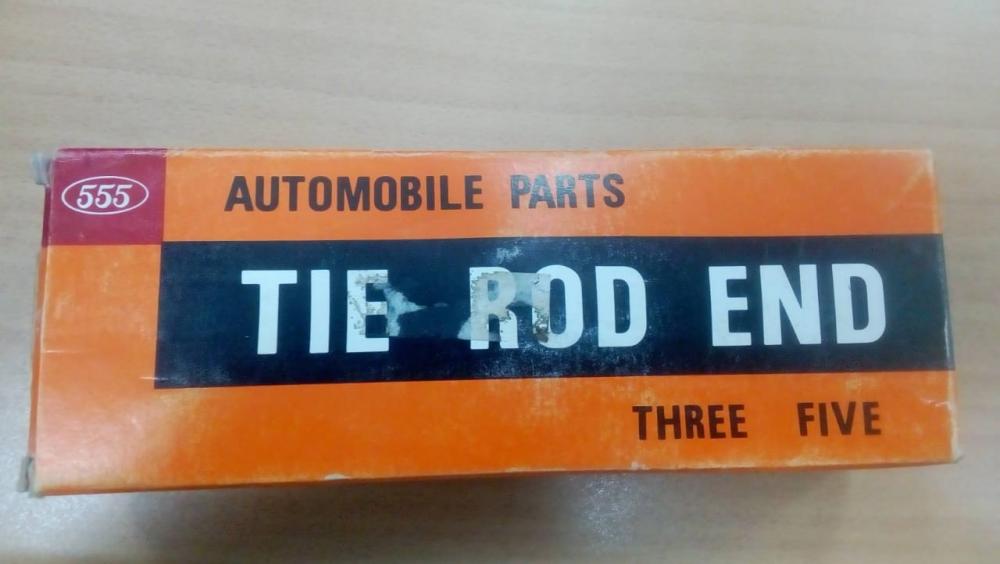 555
AUTOMOBILE PARTS
TIE ROD END
THREE FIVE